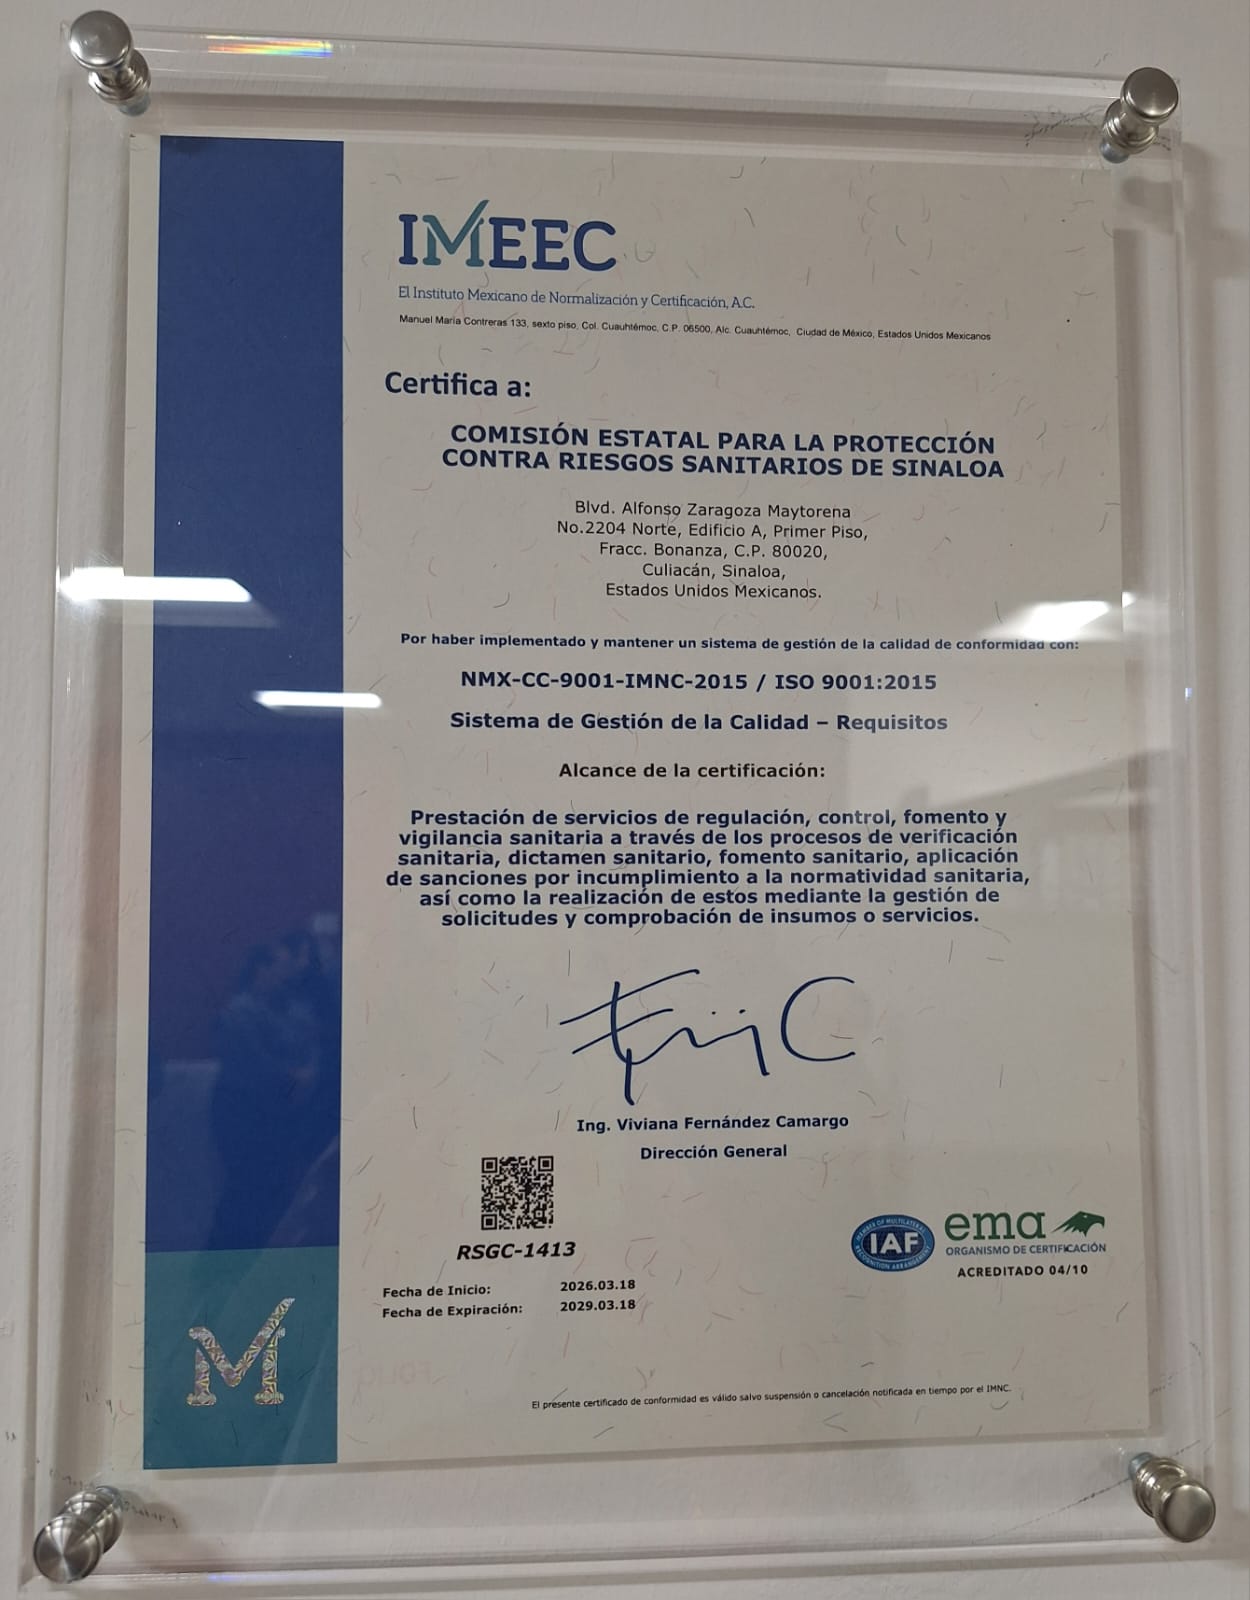 IMEEC
El Instituto Mexicano de Normalización y Certificación, A.C.
Manuel María Contreras 133, sexto piso, Col. Cuauhtémoc, C.P. 06500, Alc. Cuauhtémoc, Ciudad de México, Estados Unidos Mexicanos
Certifica a:
COMISIÓN ESTATAL PARA LA PROTECCIÓN
CONTRA RIESGOS SANITARIOS DE SINALOA
Blvd. Alfonso Zaragoza Maytorena
No.2204 Norte, Edificio A, Primer Piso,
Fracc. Bonanza, C.P. 80020,
Culiacán, Sinaloa,
Estados Unidos Mexicanos.
Por haber implementado y mantener un sistema de gestión de la calidad de conformidad con:
NMX-CC-9001-IMNC-2015 / ISO 9001:2015
Sistema de Gestión de la Calidad – Requisitos
Alcance de la certificación:
Prestación de servicios de regulación, control, fomento y
vigilancia sanitaria a través de los procesos de verificación
sanitaria, dictamen sanitario, fomento sanitario, aplicación
de sanciones por incumplimiento a la normatividad sanitaria,
así como la realización de estos mediante la gestión de
solicitudes y comprobación de insumos o servicios.
Ing. Viviana Fernández Camargo
Dirección General
RSGC-1413
Fecha de Inicio: 2026.03.18
Fecha de Expiración: 2029.03.18
MEMBER OF MULTILATERAL
IAF
RECOGNITION ARRANGEMENT
ema
ORGANISMO DE CERTIFICACIÓN
ACREDITADO 04/10
M
El presente certificado de conformidad es válido salvo suspensión o cancelación notificada en tiempo por el IMNC.